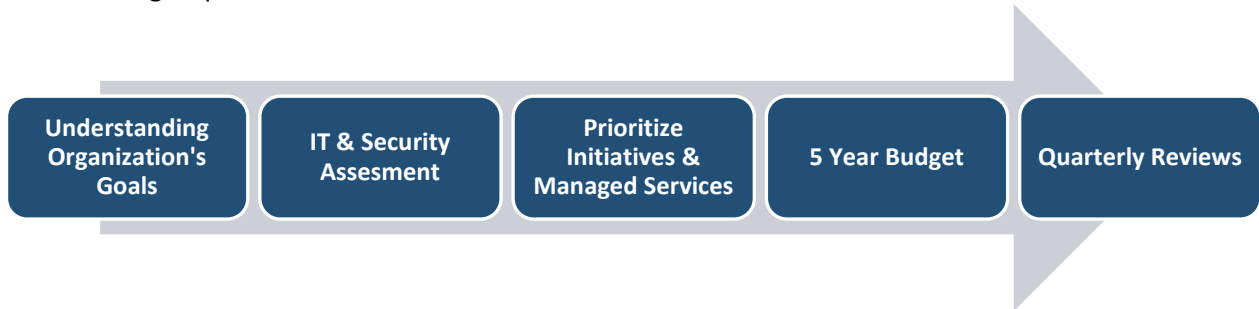 Understanding
Organization's
Goals
IT & Security
Assesment
Prioritize
Initiatives &
Managed Services
5 Year Budget
Quarterly Reviews